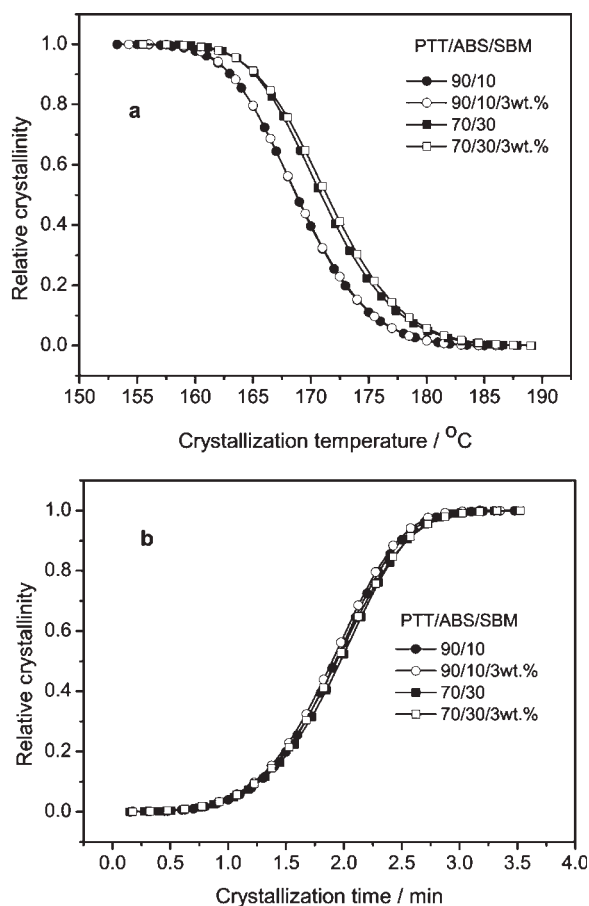 a
PTT/ABS/SBM
90/10
90/10/3wt.%
70/30
70/30/3wt.%
Relative crystallinity
1.0
0.8
0.6
0.4
0.2
0.0
150 155 160 165 170 175 180 185 190
Crystallization temperature / °C
b
PTT/ABS/SBM
90/10
90/10/3wt.%
70/30
70/30/3wt.%
Relative crystallinity
1.0
0.8
0.6
0.4
0.2
0.0
0.0 0.5 1.0 1.5 2.0 2.5 3.0 3.5 4.0
Crystallization time / min